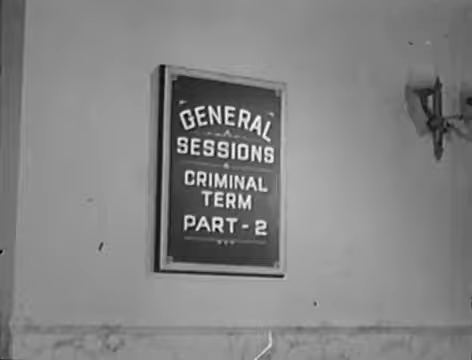 GENERAL
SESSIONS
CRIMINAL
TERM
PART - 2